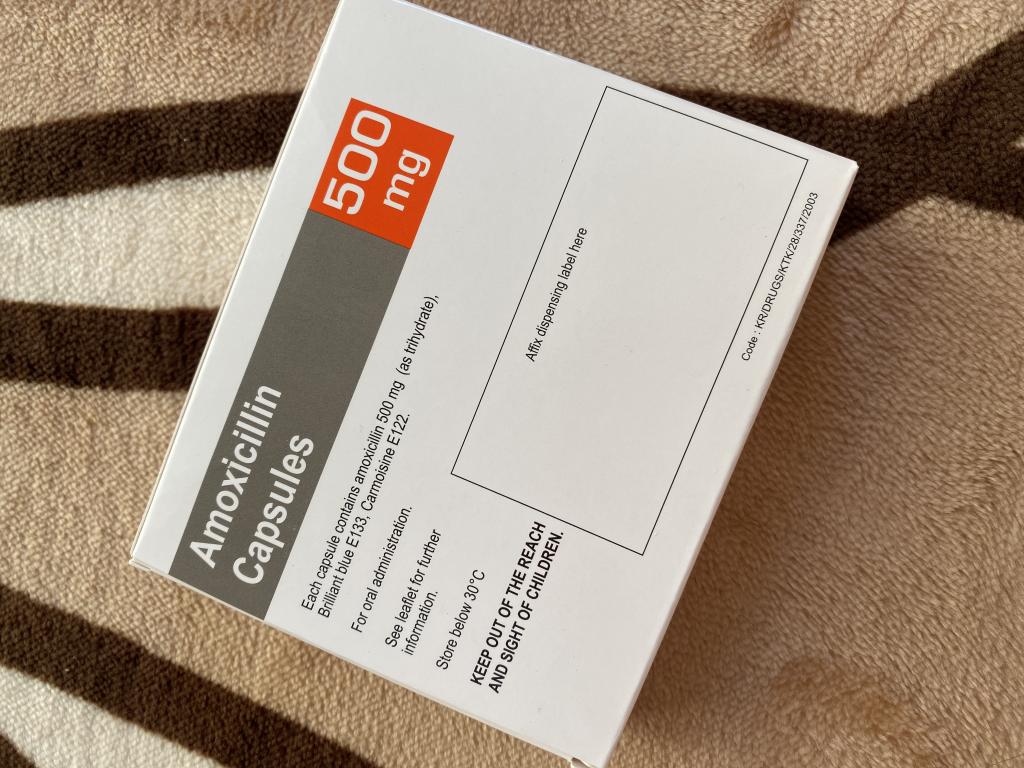 Amoxicillin
Capsules
500
mg
Each capsule contains amoxicillin 500 mg (as trihydrate),
Brilliant blue E133, Carmoisine E122.
For oral administration.
See leaflet for further
information.
Store below 30°C
KEEP OUT OF THE REACH
AND SIGHT OF CHILDREN.
Affix dispensing label here
Code : KR/DRUGS/KTK/28/337/2003